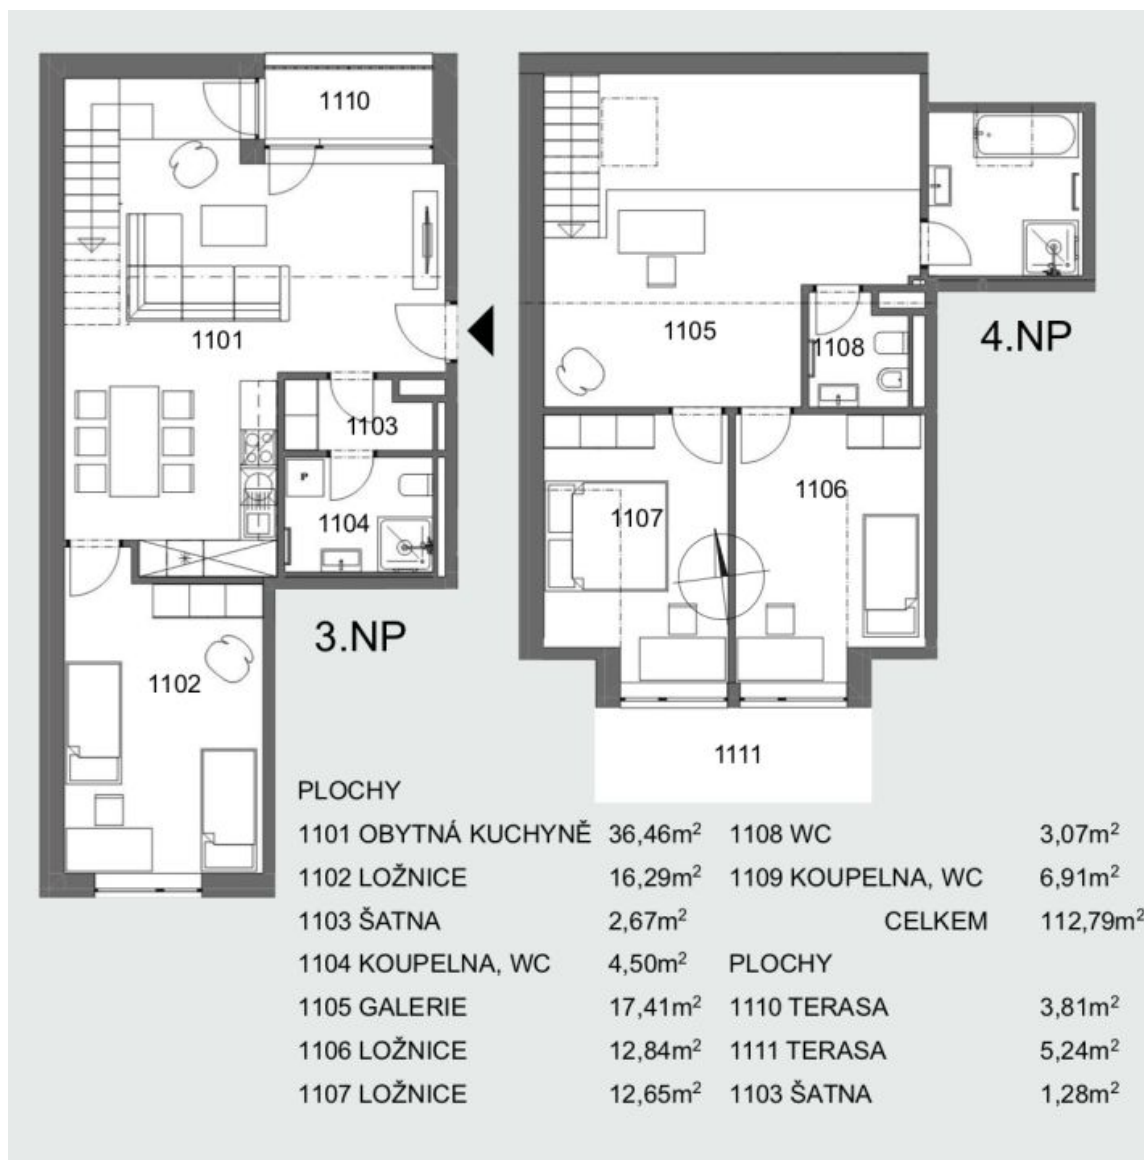 1110
1101
1103
P
1104
3.NP
1102
1105
1108
4.NP
1107
1106
1111
PLOCHY
1101 OBYTNÁ KUCHYNĚ 36,46m²
1102 LOŽNICE 16,29m²
1103 ŠATNA 2,67m²
1104 KOUPELNA, WC 4,50m²
1105 GALERIE 17,41m²
1106 LOŽNICE 12,84m²
1107 LOŽNICE 12,65m²
1108 WC 3,07m²
1109 KOUPELNA, WC 6,91m²
CELKEM 112,79m²
PLOCHY
1110 TERASA 3,81m²
1111 TERASA 5,24m²
1103 ŠATNA 1,28m²